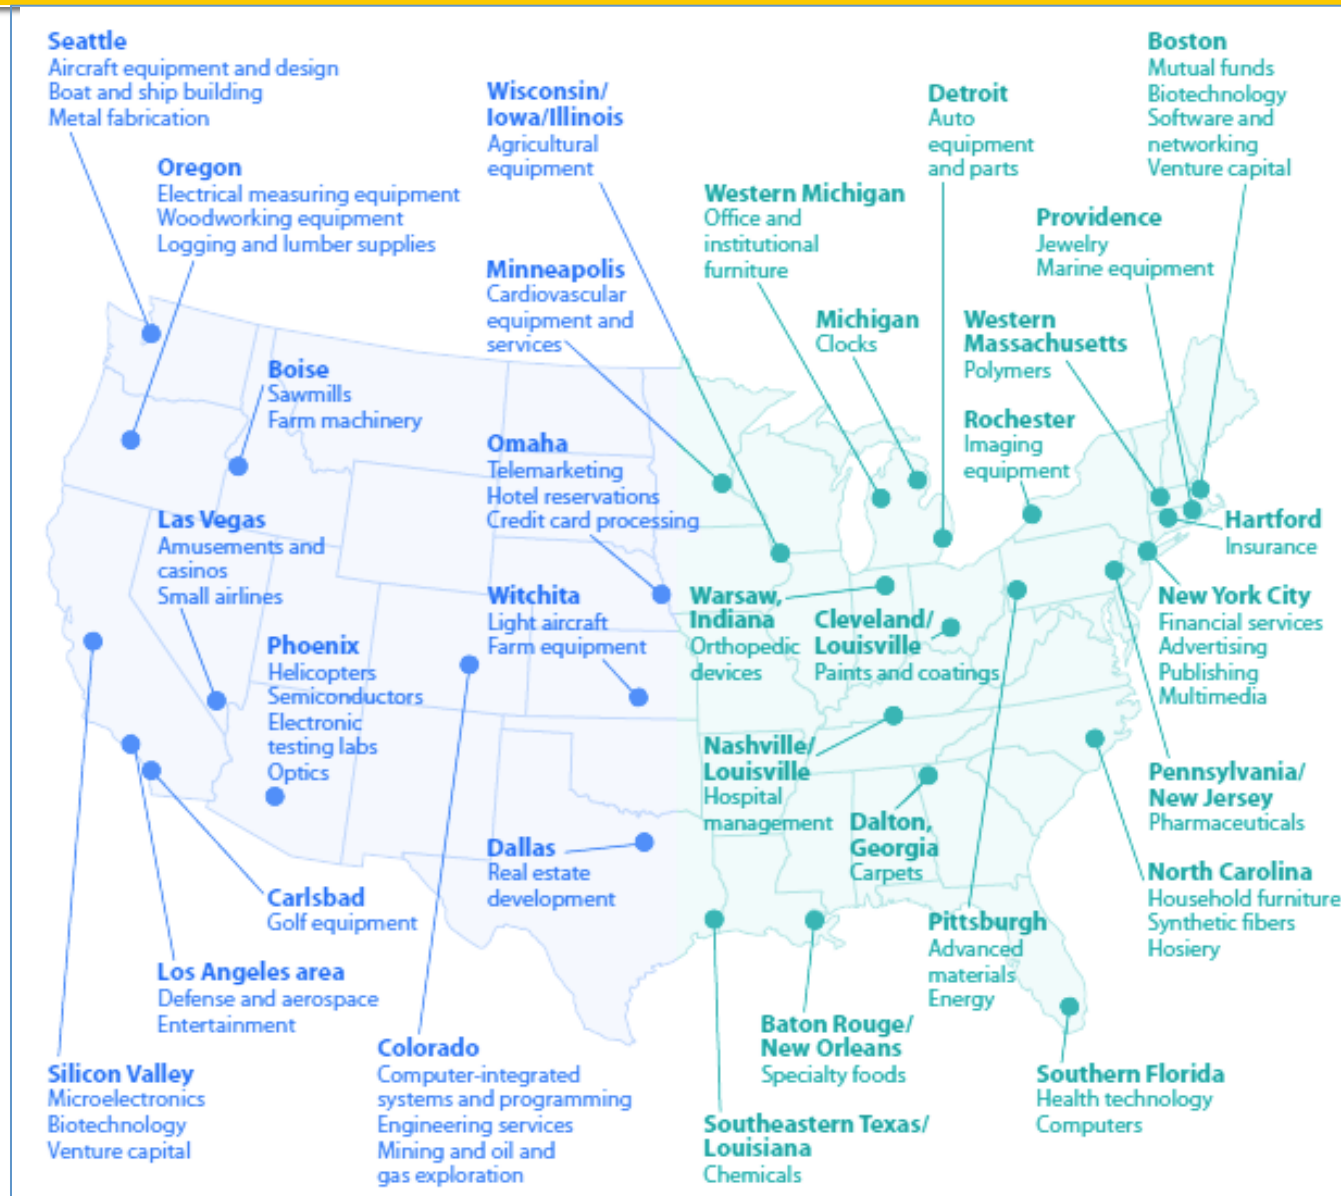 Seattle
Aircraft equipment and design
Boat and ship building
Metal fabrication
Oregon
Electrical measuring equipment
Woodworking equipment
Logging and lumber supplies
Wisconsin/
Iowa/Illinois
Agricultural
equipment
Minneapolis
Cardiovascular
equipment and
services
Western Michigan
Office and
institutional
furniture
Michigan
Clocks
Detroit
Auto
equipment
and parts
Boston
Mutual funds
Biotechnology
Software and
networking
Venture capital
Providence
Jewelry
Marine equipment
Western
Massachusetts
Polymers
Rochester
Imaging
equipment
Boise
Sawmills
Farm machinery
Omaha
Telemarketing
Hotel reservations
Credit card processing
Las Vegas
Amusements and
casinos
Small airlines
Witchita
Light aircraft
Farm equipment
Warsaw,
Indiana
Orthopedic
devices
Cleveland/
Louisville
Paints and coatings
Hartford
Insurance
New York City
Financial services
Advertising
Publishing
Multimedia
Phoenix
Helicopters
Semiconductors
Electronic
testing labs
Optics
Nashville/
Louisville
Hospital
management
Dalton,
Georgia
Carpets
Pennsylvania/
New Jersey
Pharmaceuticals
Dallas
Real estate
development
North Carolina
Household furniture
Synthetic fibers
Hosiery
Carlsbad
Golf equipment
Pittsburgh
Advanced
materials
Energy
Los Angeles area
Defense and aerospace
Entertainment
Colorado
Computer-integrated
systems and programming
Engineering services
Mining and oil and
gas exploration
Baton Rouge/
New Orleans
Specialty foods
Silicon Valley
Microelectronics
Biotechnology
Venture capital
Southeastern Texas/
Louisiana
Chemicals
Southern Florida
Health technology
Computers